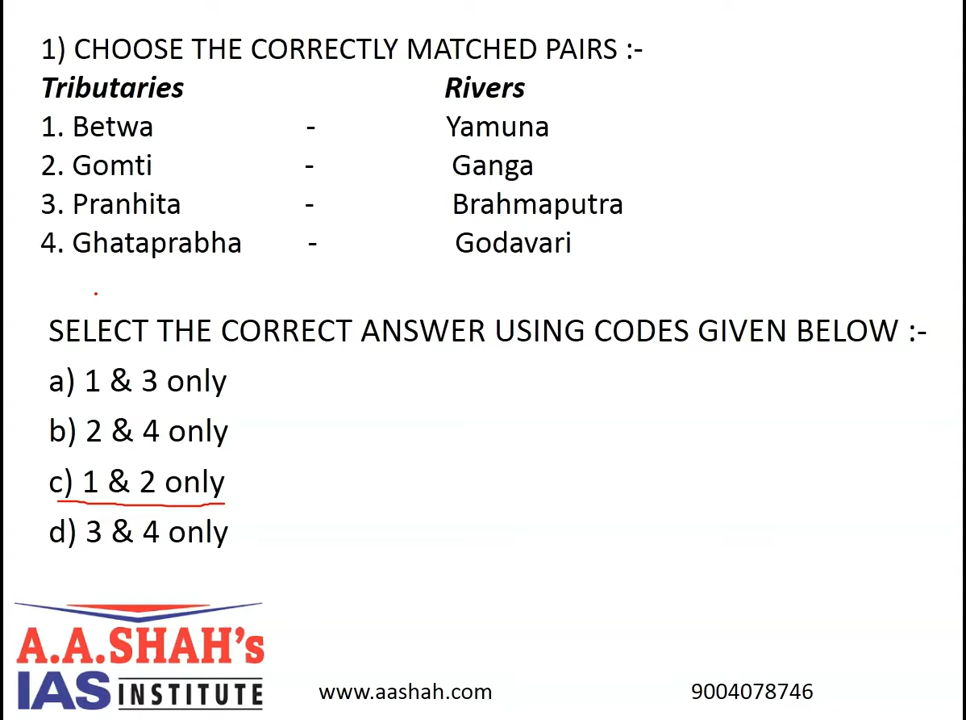 1) CHOOSE THE CORRECTLY MATCHED PAIRS :-
Tributaries Rivers
1. Betwa - Yamuna
2. Gomti - Ganga
3. Pranhita - Brahmaputra
4. Ghataprabha - Godavari
SELECT THE CORRECT ANSWER USING CODES GIVEN BELOW :-
a) 1 & 3 only
b) 2 & 4 only
c) 1 & 2 only
d) 3 & 4 only
A.A.SHAH's
IAS INSTITUTE
www.aashah.com 9004078746